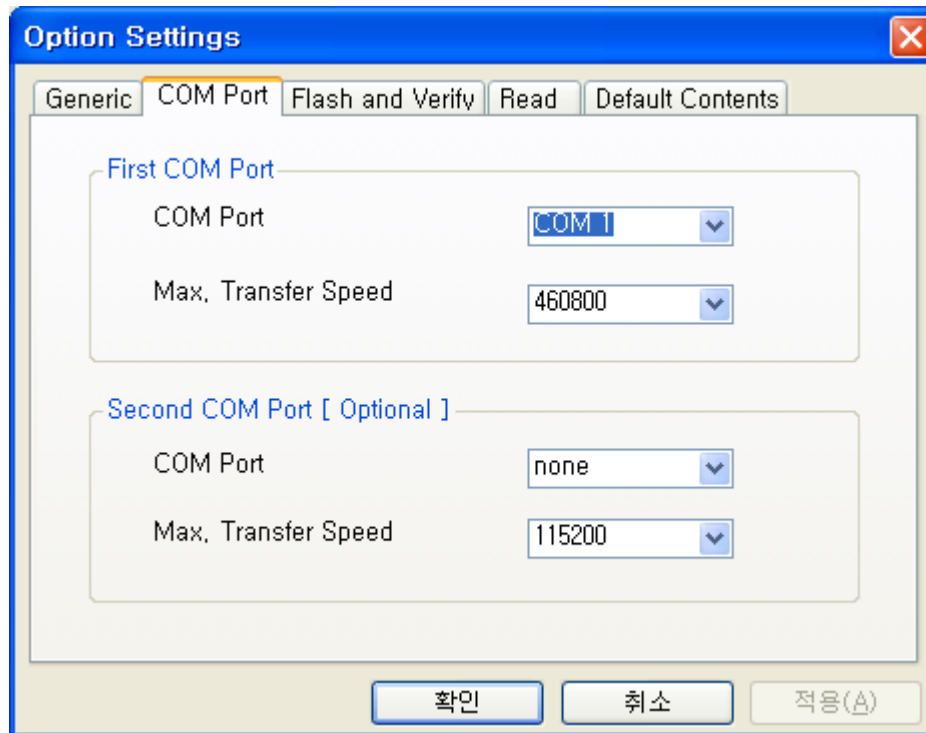 Option Settings
Generic COM Port Flash and Verify Read Default Contents
First COM Port
COM Port COM 1
Max. Transfer Speed 460800
Second COM Port [ Optional ]
COM Port none
Max. Transfer Speed 115200
확인 취소 적용(A)